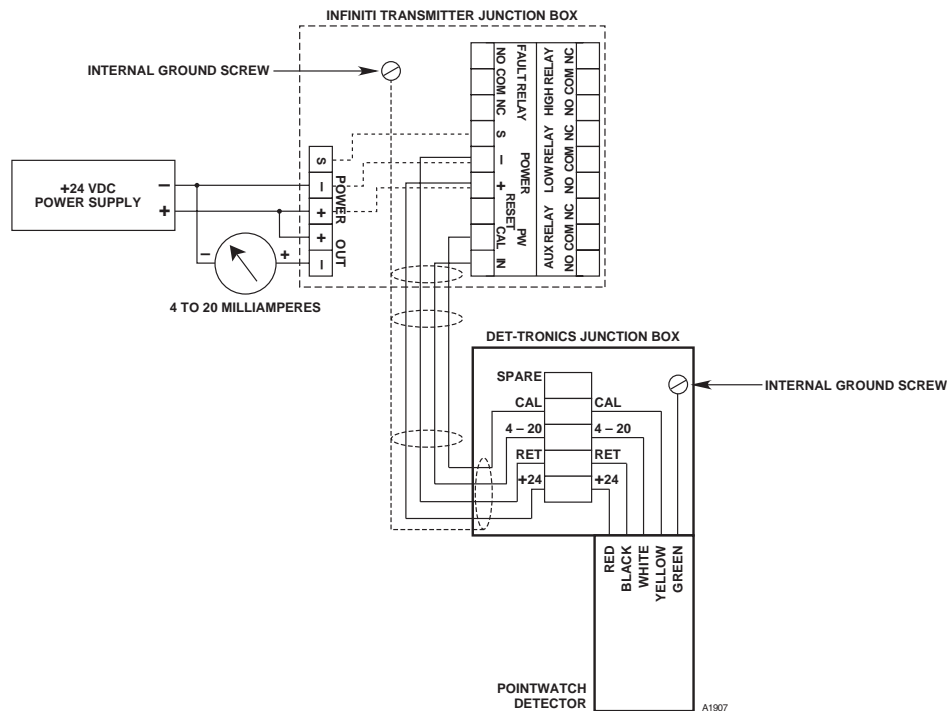 INFINITI TRANSMITTER JUNCTION BOX
INTERNAL GROUND SCREW
NO COM NC
FAULT RELAY
HIGH RELAY
NO COM NC
S
–
+
POWER
LOW RELAY
NO COM NC
RESET
CAL
PW
IN
AUX RELAY
NO COM NC
S
–
+
POWER
+
–
OUT
+24 VDC
POWER SUPPLY
–
+
–
+
4 TO 20 MILLIAMPERES
DET-TRONICS JUNCTION BOX
INTERNAL GROUND SCREW
SPARE
CAL
CAL
4 – 20
4 – 20
RET
RET
+24
+24
RED
BLACK
WHITE
YELLOW
GREEN
POINTWATCH
DETECTOR
A1907